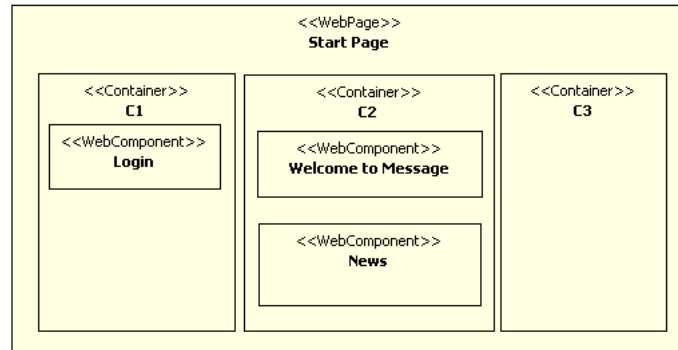 <<WebPage>>
Start Page
<<Container>>
C1
<<WebComponent>>
Login
<<Container>>
C2
<<WebComponent>>
Welcome to Message
<<WebComponent>>
News
<<Container>>
C3